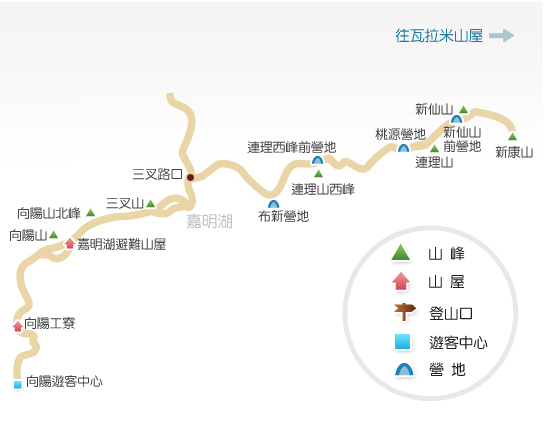 往瓦拉米山屋
新仙山
桃源營地
新仙山
前營地
新康山
連理西峰前營地
連理山
三叉路口
連理山西峰
三叉山
向陽山北峰
布新營地
嘉明湖
向陽山
嘉明湖避難山屋
山 峰
山 屋
登山口
向陽工寮
遊客中心
營 地
向陽遊客中心